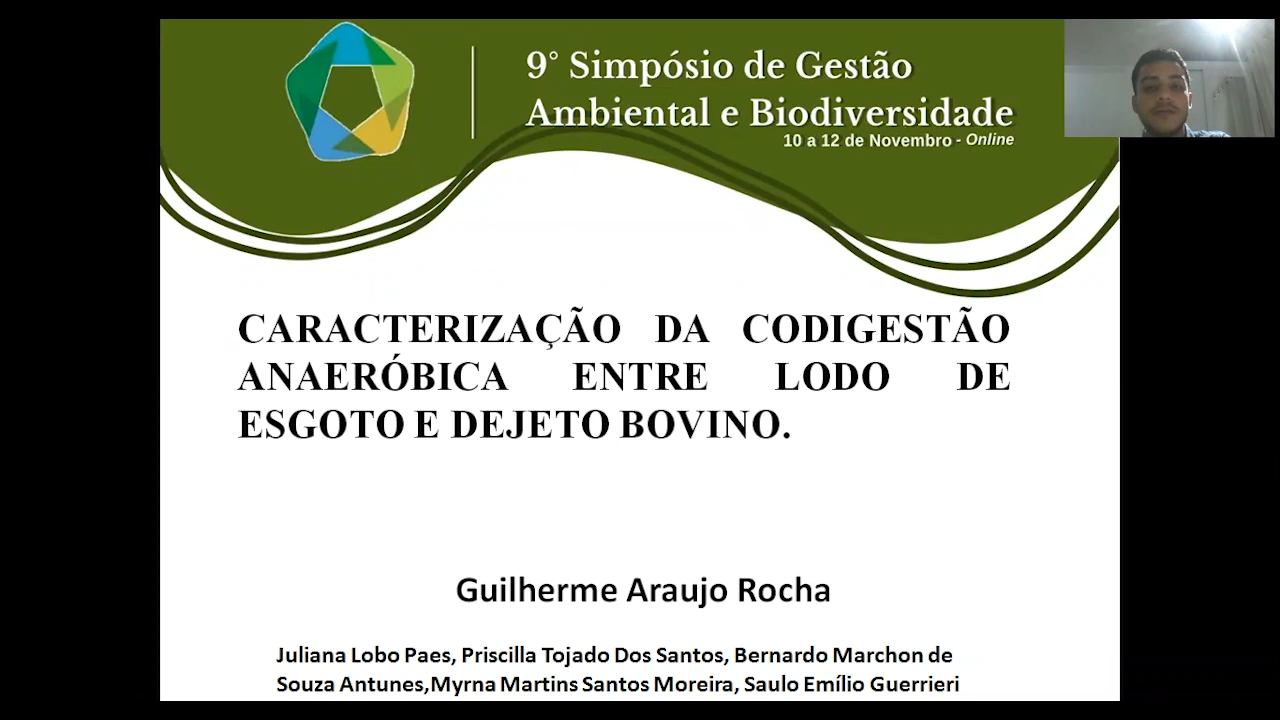 9° Simpósio de Gestão
Ambiental e Biodiversidade
10 a 12 de Novembro - Online
CARACTERIZAÇÃO DA CODIGESTÃO
ANAERÓBICA ENTRE LODO DE
ESGOTO E DEJETO BOVINO.
Guilherme Araujo Rocha
Juliana Lobo Paes, Priscilla Tojado Dos Santos, Bernardo Marchon de
Souza Antunes,Myrna Martins Santos Moreira, Saulo Emílio Guerrieri